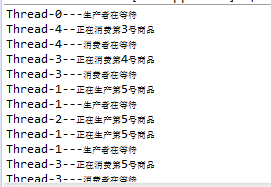 Thread-0---生产者在等待
Thread-4--正在消费第3号商品
Thread-4---消费者在等待
Thread-3--正在消费第4号商品
Thread-3---消费者在等待
Thread-1--正在生产第5号商品
Thread-1---生产者在等待
Thread-2--正在生产第5号商品
Thread-1--正在生产第5号商品
Thread-1---生产者在等待
Thread-3--正在消费第5号商品
Thread-3---消费者在等待